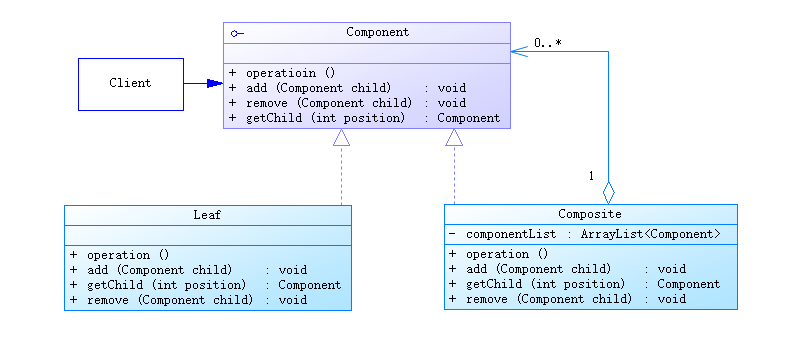 Component
0..*
+ operatioin ()
Client
+ add (Component child) : void
+ remove (Component child) : void
+ getChild (int position) : Component
1
Leaf
+ operation ()
+ add (Component child) : void
+ getChild (int position) : Component
+ remove (Component child) : void
Composite
- componentList : ArrayList<Component>
+ operation ()
+ add (Component child) : void
+ getChild (int position) : Component
+ remove (Component child) : void